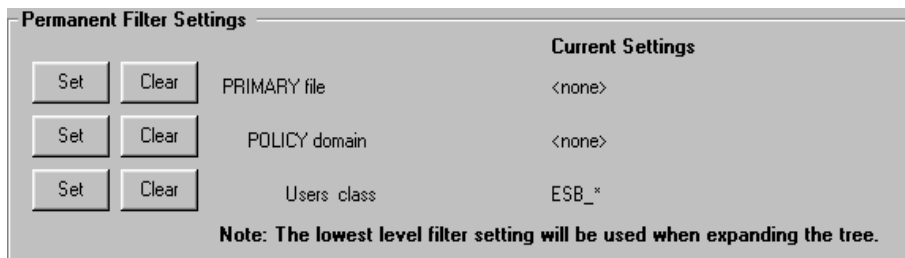 Permanent Filter Settings
Current Settings
Set Clear PRIMARY file <none>
Set Clear POLICY domain <none>
Set Clear Users class ESB_*
Note: The lowest level filter setting will be used when expanding the tree.